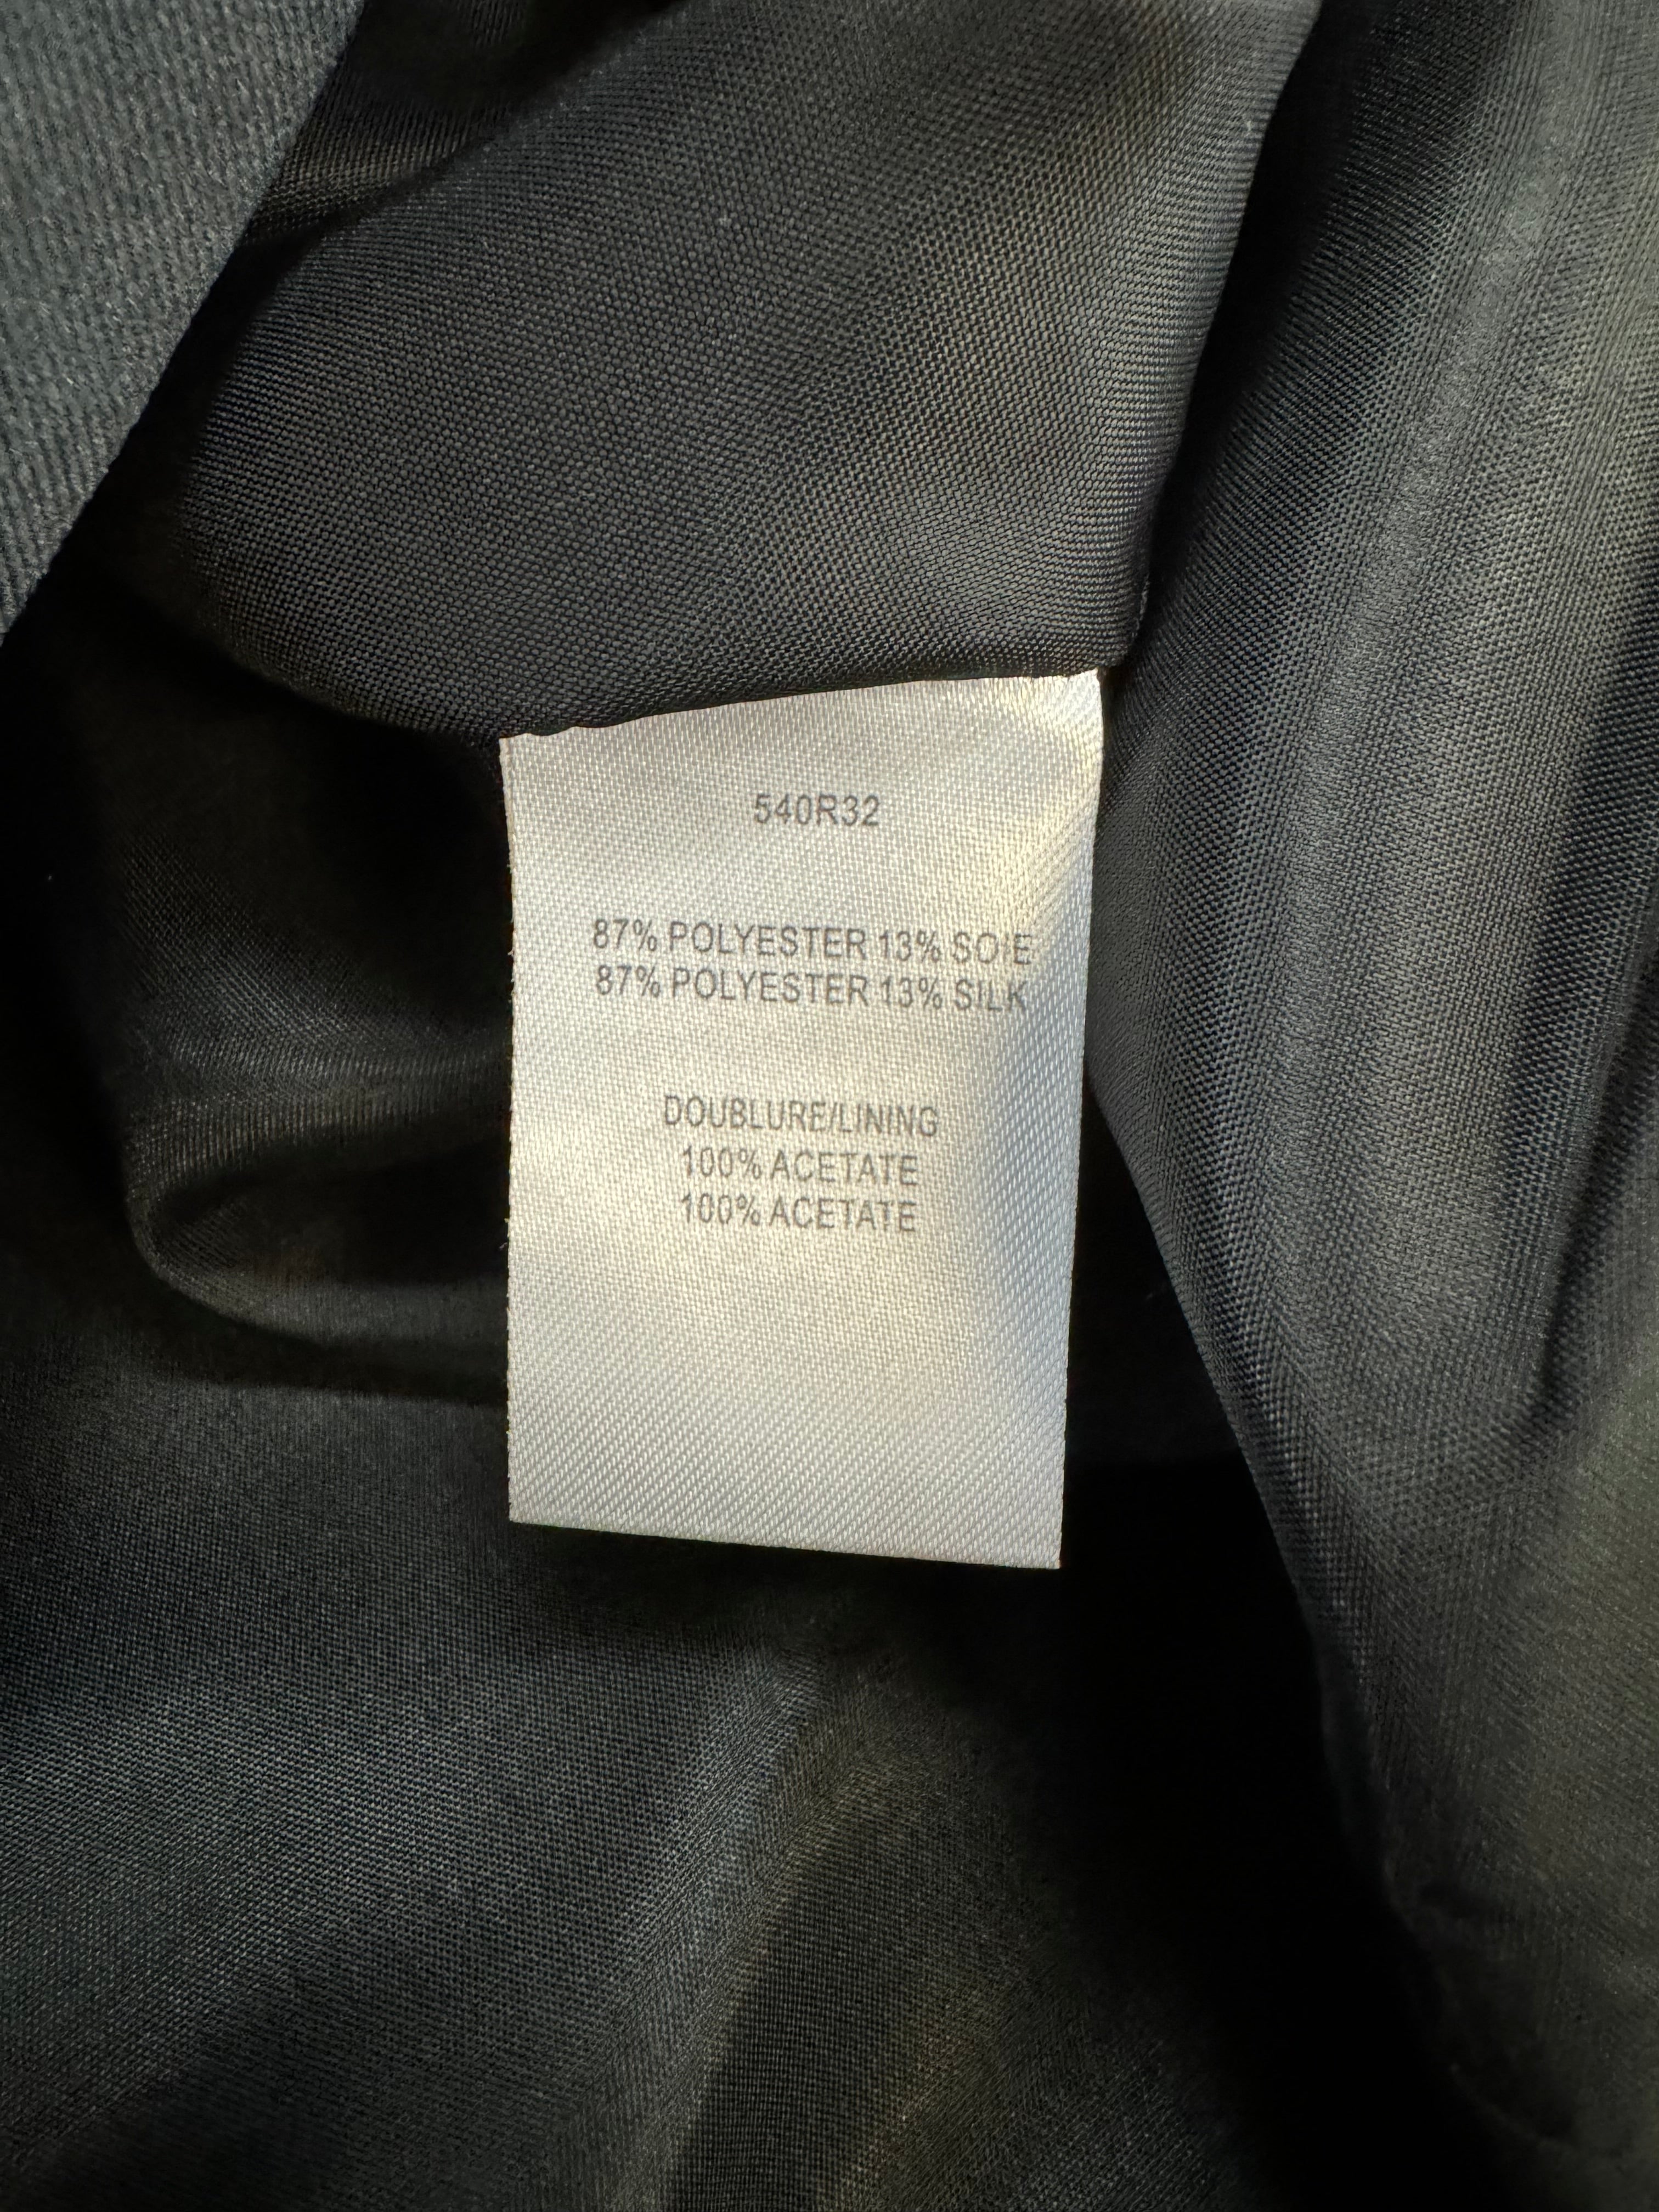 540R32
87% POLYESTER 13% SOIE
87% POLYESTER 13% SILK
DOUBLURE/LINING
100% ACETATE
100% ACETATE